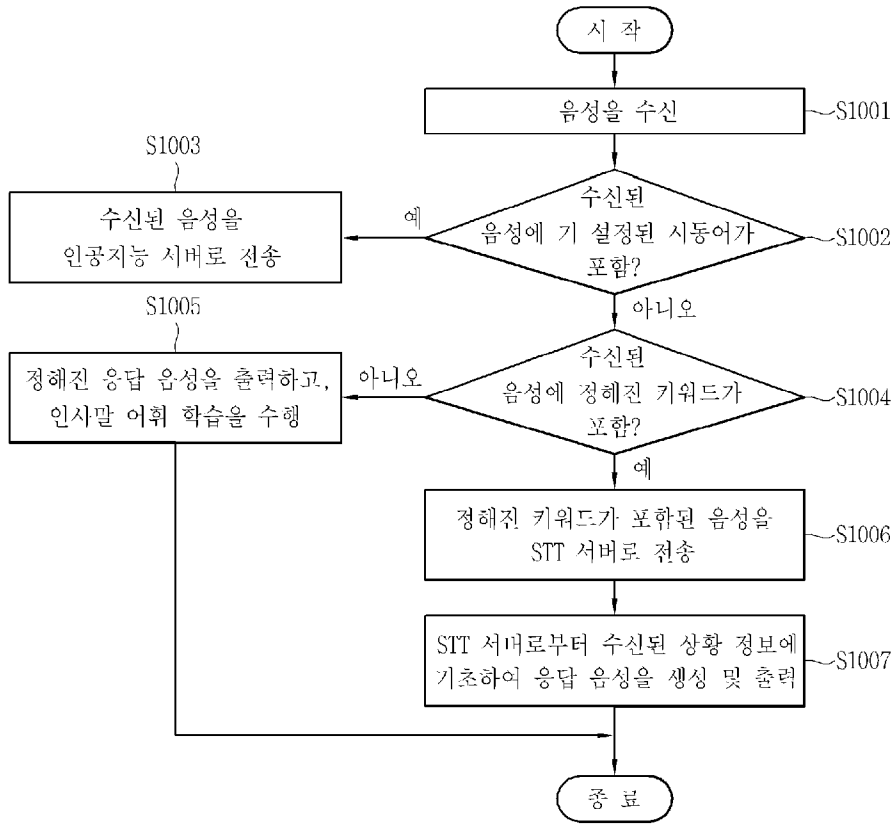 시 작
음성을 수신
S1001
S1003
수신된 음성을
인공지능 서버로 전송
예
수신된
음성에 기 설정된 시동어가
포함?
S1002
아니오
S1005
정해진 응답 음성을 출력하고,
인사말 어휘 학습을 수행
아니오
수신된
음성에 정해진 키워드가
포함?
S1004
예
정해진 키워드가 포함된 음성을
STT 서버로 전송
S1006
STT 서버로부터 수신된 상황 정보에
기초하여 응답 음성을 생성 및 출력
S1007
종 료